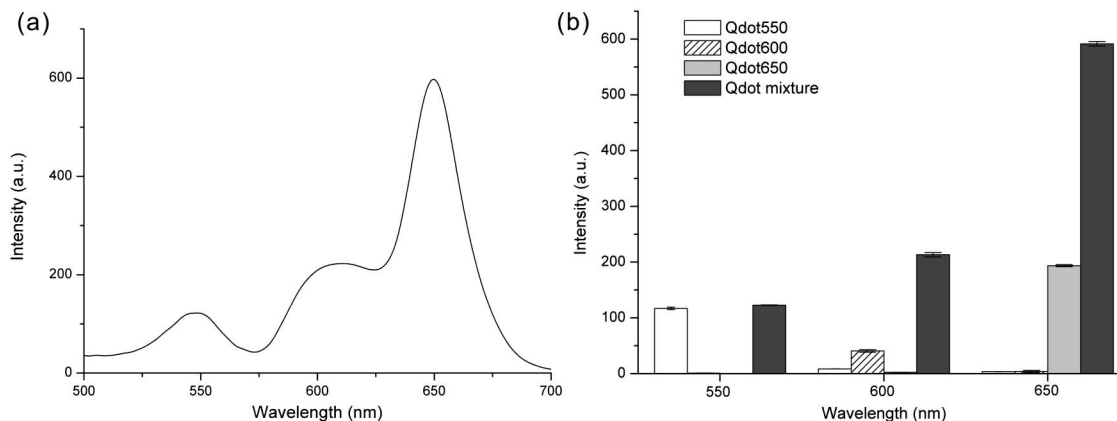 (a)
600
400
200
0
500
550
600
650
700
Intensity (a.u.)
Wavelength (nm)
(b)
Qdot550
Qdot600
Qdot650
Qdot mixture
600
500
400
300
200
100
0
550
600
650
Intensity (a.u.)
Wavelength (nm)